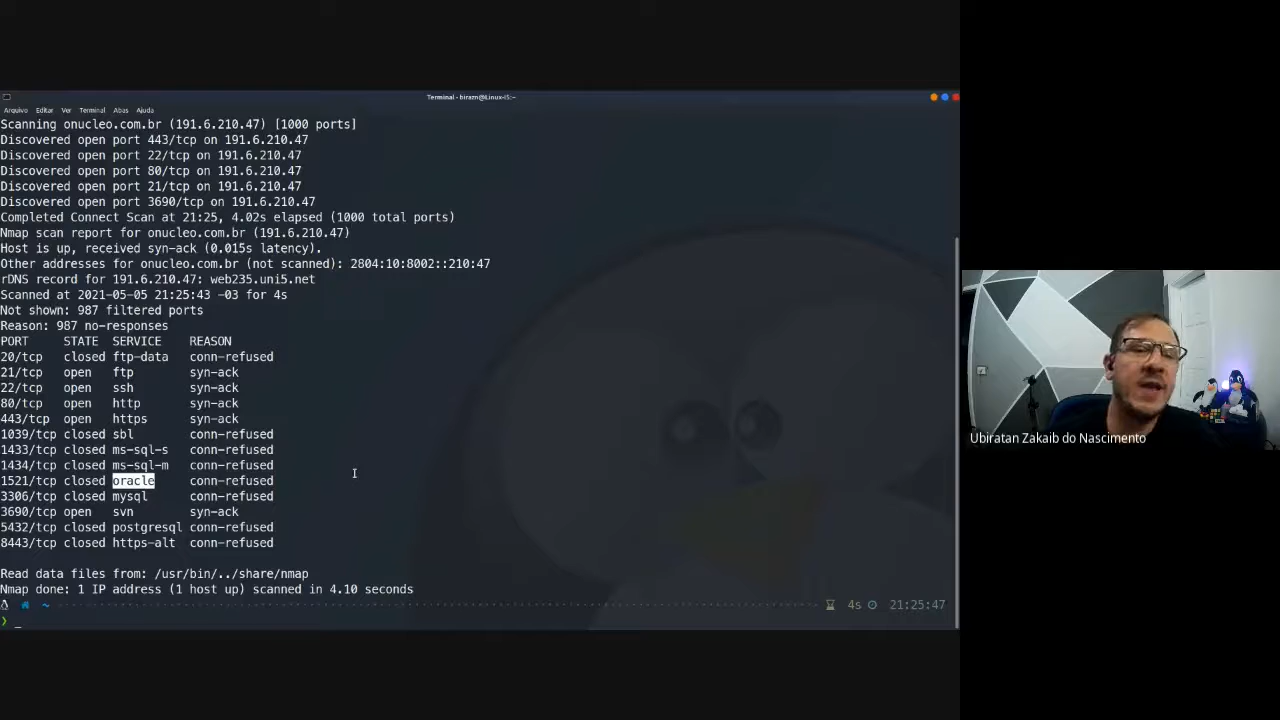 Terminal - birazn@Linux-i5:~
Arquivo Editar Ver Terminal Abas Ajuda
Scanning onucleo.com.br (191.6.210.47) [1000 ports]
Discovered open port 443/tcp on 191.6.210.47
Discovered open port 22/tcp on 191.6.210.47
Discovered open port 80/tcp on 191.6.210.47
Discovered open port 21/tcp on 191.6.210.47
Discovered open port 3690/tcp on 191.6.210.47
Completed Connect Scan at 21:25, 4.02s elapsed (1000 total ports)
Nmap scan report for onucleo.com.br (191.6.210.47)
Host is up, received syn-ack (0.015s latency).
Other addresses for onucleo.com.br (not scanned): 2804:10:8002::210:47
rDNS record for 191.6.210.47: web235.uni5.net
Scanned at 2021-05-05 21:25:43 -03 for 4s
Not shown: 987 filtered ports
Reason: 987 no-responses
PORT STATE SERVICE REASON
20/tcp closed ftp-data conn-refused
21/tcp open ftp syn-ack
22/tcp open ssh syn-ack
80/tcp open http syn-ack
443/tcp open https syn-ack
1039/tcp closed sbl conn-refused
1433/tcp closed ms-sql-s conn-refused
1434/tcp closed ms-sql-m conn-refused
1521/tcp closed oracle conn-refused
3306/tcp closed mysql conn-refused
3690/tcp open svn syn-ack
5432/tcp closed postgresql conn-refused
8443/tcp closed https-alt conn-refused
Read data files from: /usr/bin/../share/nmap
Nmap done: 1 IP address (1 host up) scanned in 4.10 seconds
~ 4s 21:25:47
❯ _
Ubiratan Zakaib do Nascimento